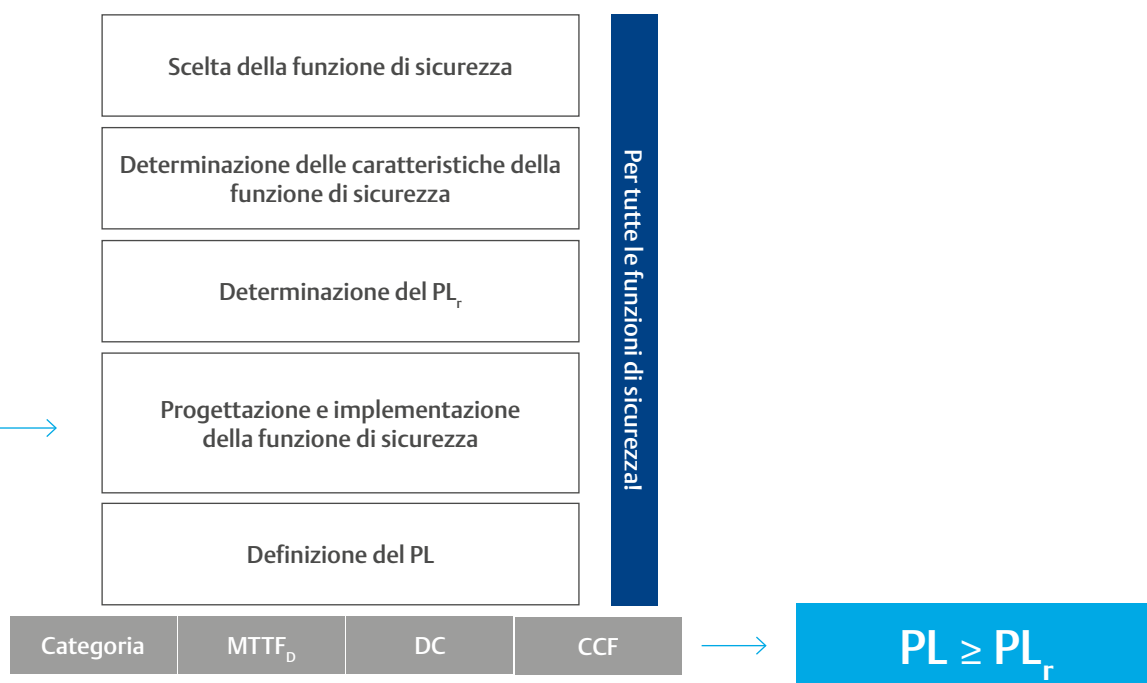 Scelta della funzione di sicurezza
Determinazione delle caratteristiche della
funzione di sicurezza
Determinazione del PLr
Progettazione e implementazione
della funzione di sicurezza
Definizione del PL
Per tutte le funzioni di sicurezza!
Categoria
MTTFD
DC
CCF
PL ≥ PLr